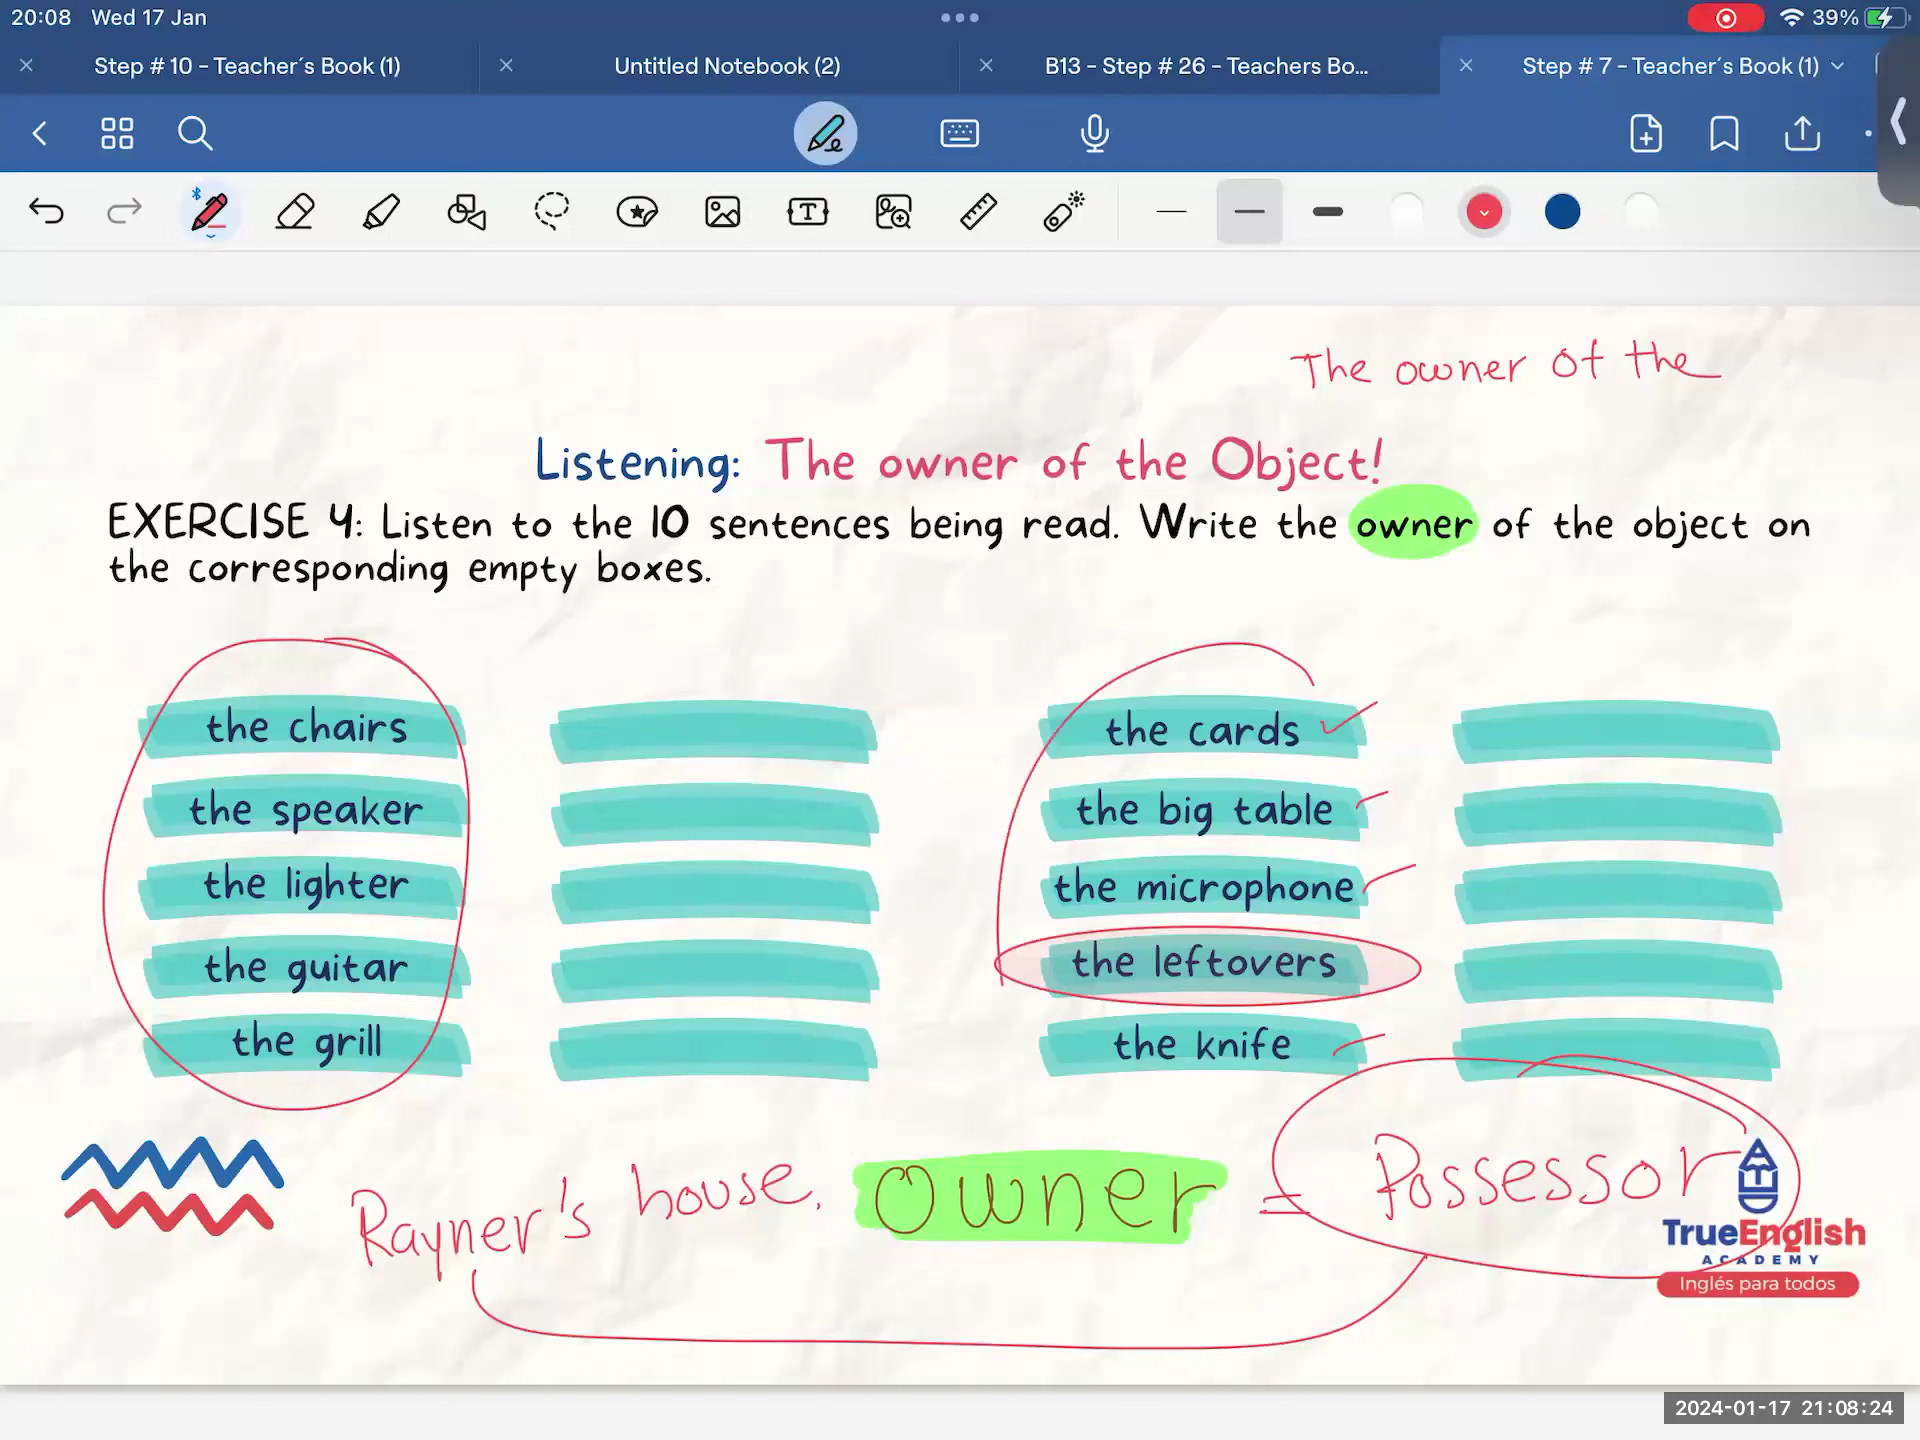 20:08 Wed 17 Jan
39%
Step # 10 - Teacher´s Book (1)
Untitled Notebook (2)
B13 - Step # 26 - Teachers Bo...
Step # 7 - Teacher´s Book (1)
The owner of the
Listening: The owner of the Object!
EXERCISE 4: Listen to the 10 sentences being read. Write the owner of the object on
the corresponding empty boxes.
the chairs
the speaker
the lighter
the guitar
the grill
the cards
the big table
the microphone
the leftovers
the knife
Rayner's house. Owner = Possessor
TrueEnglish
ACADEMY
Inglés para todos
2024-01-17 21:08:24